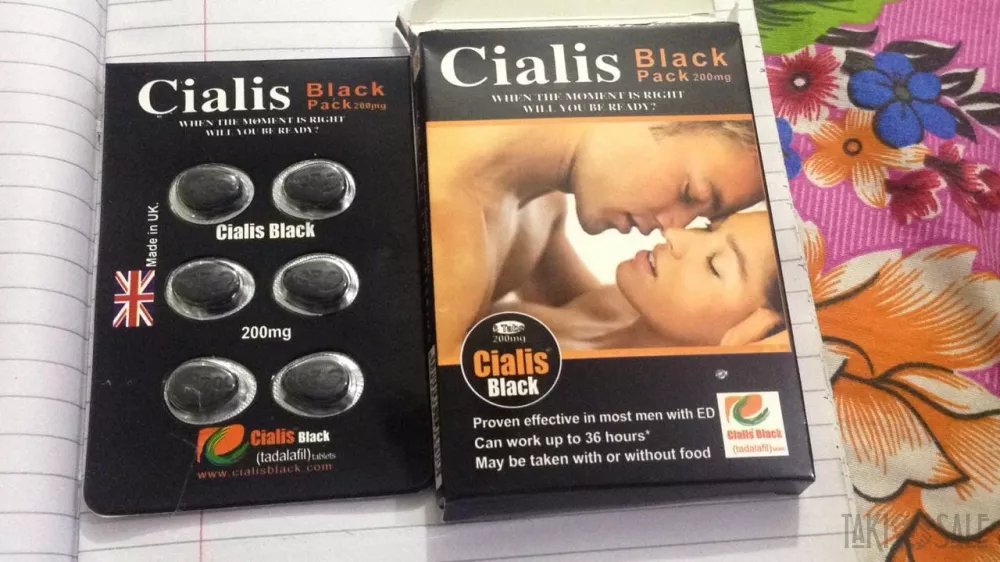 Cialis Black
Pack 200mg
WHEN THE MOMENT IS RIGHT
WILL YOU BE READY?
Cialis Black
Made in UK.
200mg
Cialis Black
(tadalafil) tablets
www.cialisblack.com
Cialis Black
Pack 200mg
WHEN THE MOMENT IS RIGHT
WILL YOU BE READY?
200mg
Cialis
Black
Proven effective in most men with ED
Can work up to 36 hours*
May be taken with or without food
Cialis Black
(tadalafil)
SALE